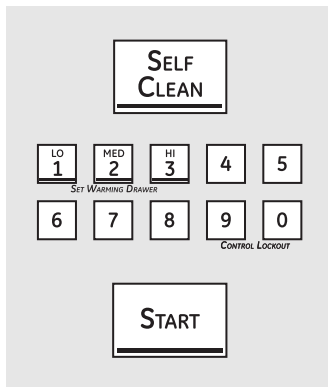 SELF
CLEAN
LO MED HI
1 2 3 4 5
SET WARMING DRAWER
6 7 8 9 0
CONTROL LOCKOUT
START